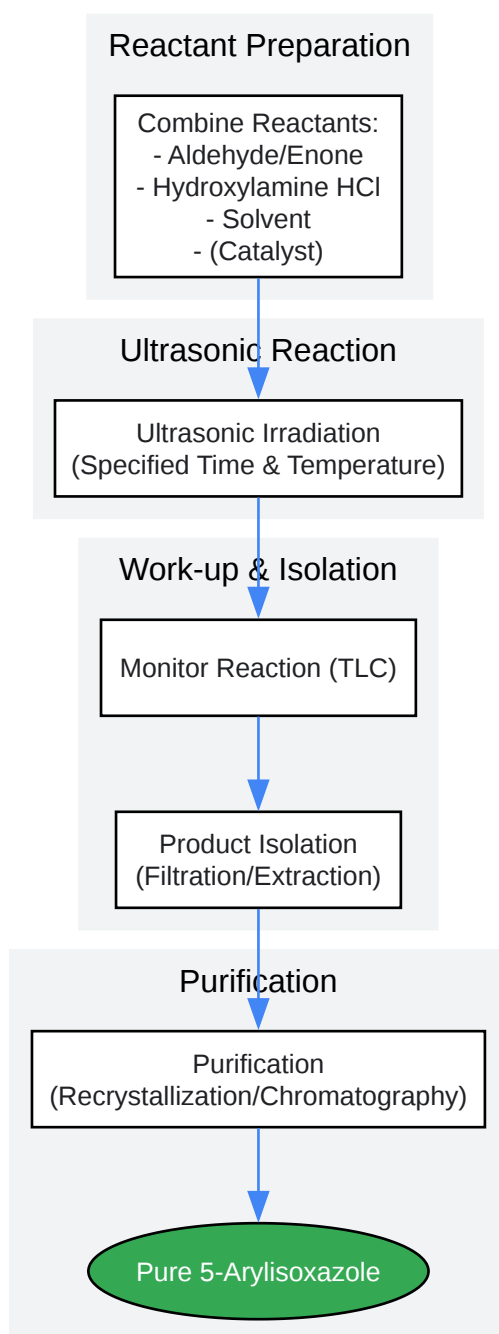 Reactant Preparation
Combine Reactants:
- Aldehyde/Enone
- Hydroxylamine HCl
- Solvent
- (Catalyst)
Ultrasonic Reaction
Ultrasonic Irradiation
(Specified Time & Temperature)
Work-up & Isolation
Monitor Reaction (TLC)
Product Isolation
(Filtration/Extraction)
Purification
Purification
(Recrystallization/Chromatography)
Pure 5-Arylisoxazole